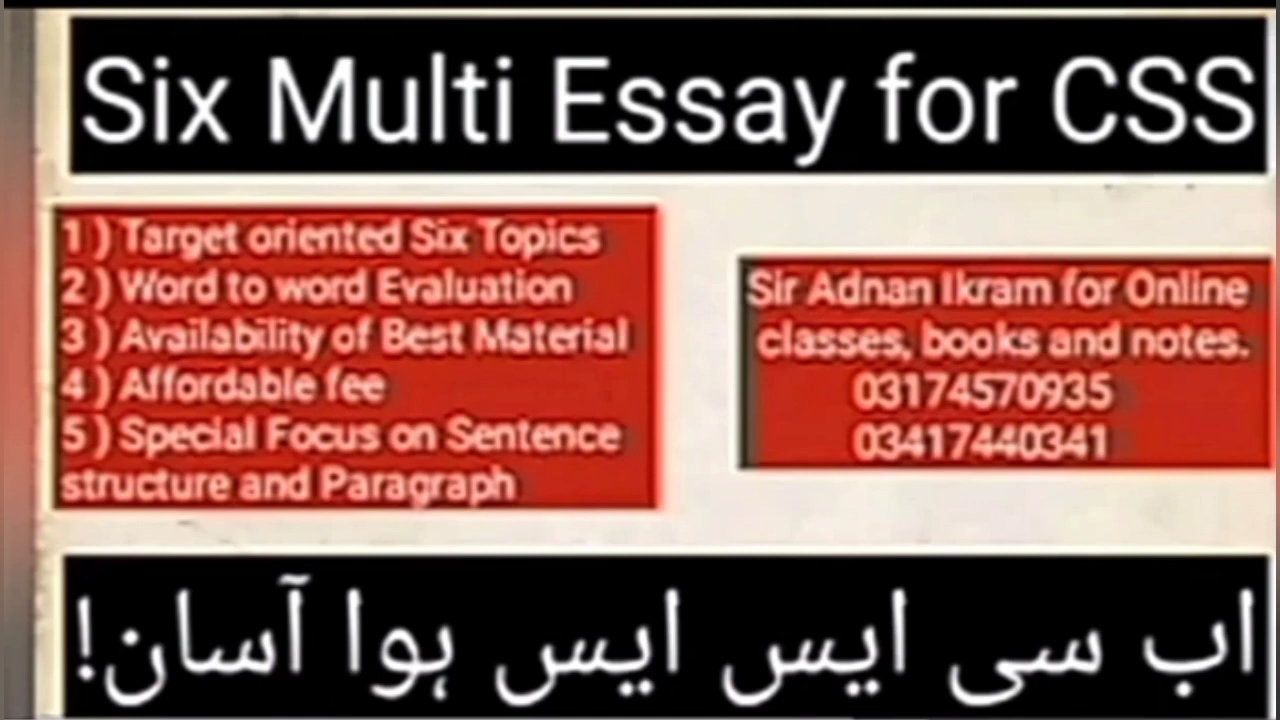 Six Multi Essay for CSS
1 ) Target oriented Six Topics
2 ) Word to word Evaluation
3 ) Availability of Best Material
4 ) Affordable fee
5 ) Special Focus on Sentence
structure and Paragraph
Sir Adnan Ikram for Online
classes, books and notes.
03174570935
03417440341
اب سی ایس ایس ہوا آسان!